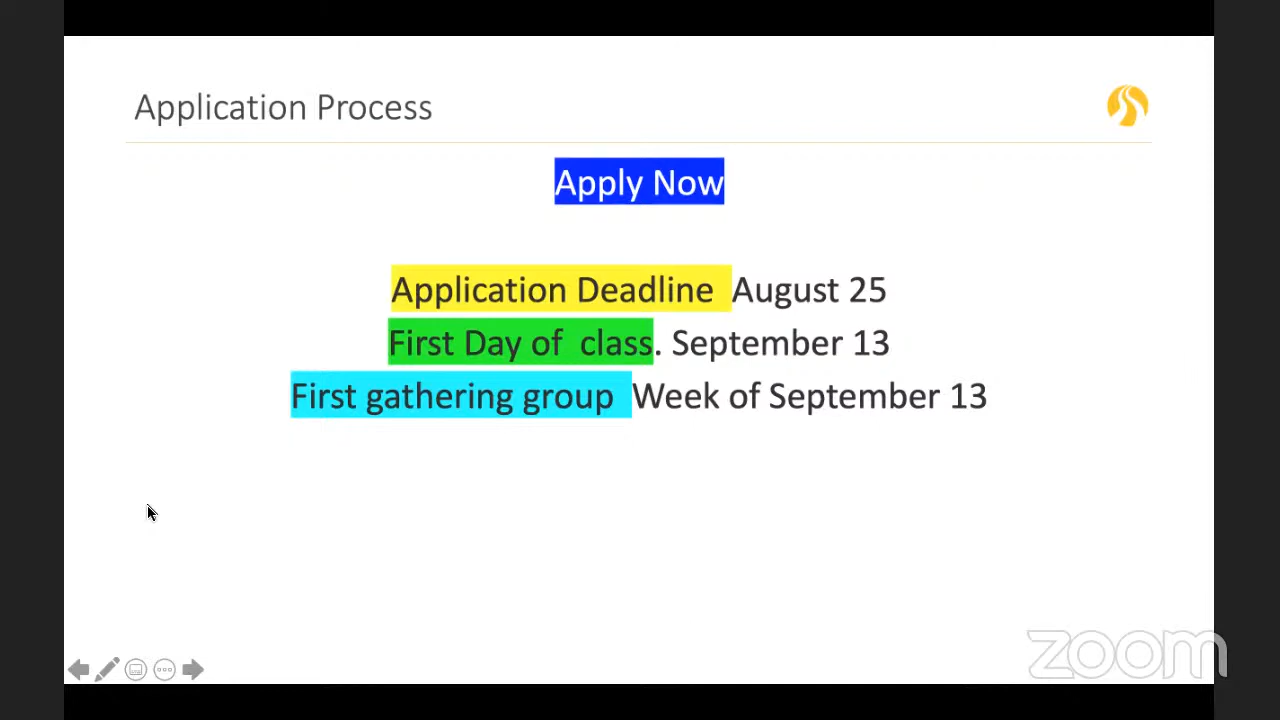 Application Process
Apply Now
Application Deadline August 25
First Day of class. September 13
First gathering group Week of September 13
zoom